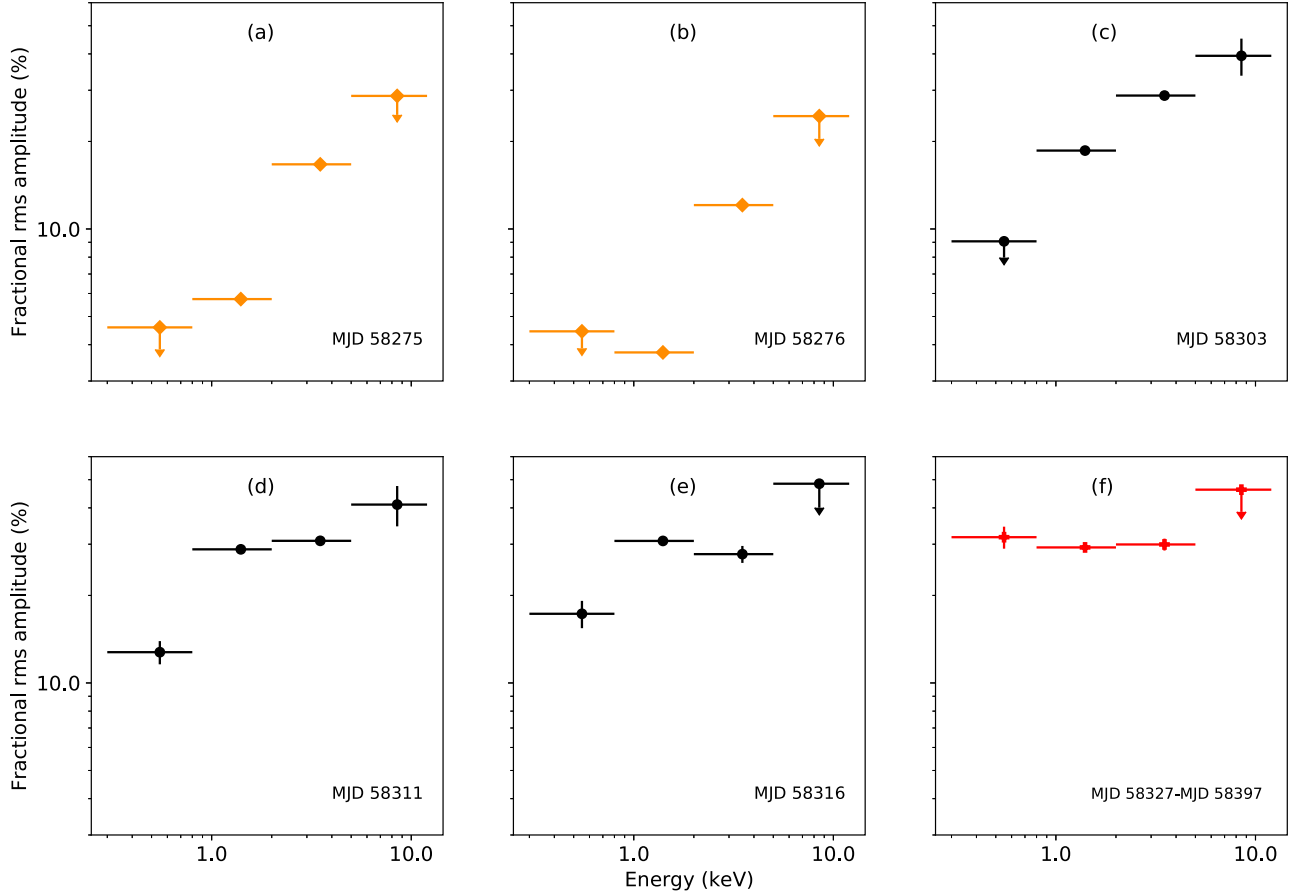 (a)
(b)
(c)
Fractional rms amplitude (%)
10.0
MJD 58275
MJD 58276
MJD 58303
(d)
(e)
(f)
Fractional rms amplitude (%)
10.0
MJD 58311
MJD 58316
MJD 58327-MJD 58397
1.0
10.0
1.0
10.0
1.0
10.0
Energy (keV)